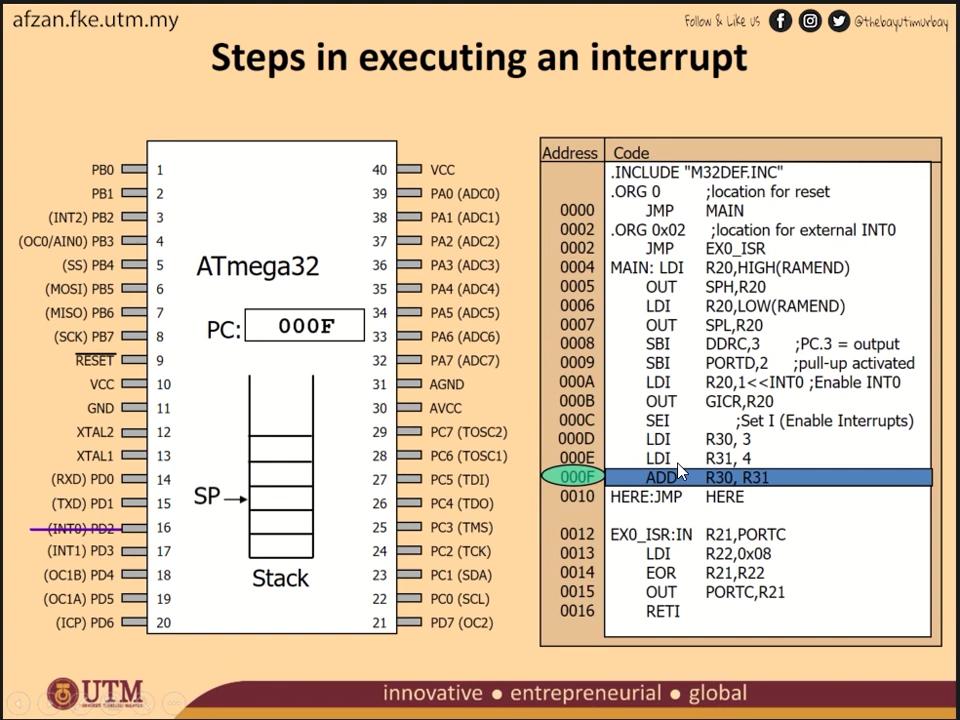 afzan.fke.utm.my
Follow & Like Us @thebayutimurbay
Steps in executing an interrupt
PB0 1 40 VCC
PB1 2 39 PA0 (ADC0)
(INT2) PB2 3 38 PA1 (ADC1)
(OC0/AIN0) PB3 4 37 PA2 (ADC2)
(SS) PB4 5 36 PA3 (ADC3)
(MOSI) PB5 6 35 PA4 (ADC4)
(MISO) PB6 7 34 PA5 (ADC5)
(SCK) PB7 8 33 PA6 (ADC6)
RESET 9 32 PA7 (ADC7)
VCC 10 31 AGND
GND 11 30 AVCC
XTAL2 12 29 PC7 (TOSC2)
XTAL1 13 28 PC6 (TOSC1)
(RXD) PD0 14 27 PC5 (TDI)
(TXD) PD1 15 26 PC4 (TDO)
(INT0) PD2 16 25 PC3 (TMS)
(INT1) PD3 17 24 PC2 (TCK)
(OC1B) PD4 18 23 PC1 (SDA)
(OC1A) PD5 19 22 PC0 (SCL)
(ICP) PD6 20 21 PD7 (OC2)
ATmega32
PC: 000F
SP
Stack
Address Code
.INCLUDE "M32DEF.INC"
.ORG 0 ;location for reset
0000 JMP MAIN
0002 .ORG 0x02 ;location for external INT0
0002 JMP EX0_ISR
0004 MAIN: LDI R20,HIGH(RAMEND)
0005 OUT SPH,R20
0006 LDI R20,LOW(RAMEND)
0007 OUT SPL,R20
0008 SBI DDRC,3 ;PC.3 = output
0009 SBI PORTD,2 ;pull-up activated
000A LDI R20,1<<INT0 ;Enable INT0
000B OUT GICR,R20
000C SEI ;Set I (Enable Interrupts)
000D LDI R30, 3
000E LDI R31, 4
000F ADD R30, R31
0010 HERE:JMP HERE
0012 EX0_ISR:IN R21,PORTC
0013 LDI R22,0x08
0014 EOR R21,R22
0015 OUT PORTC,R21
0016 RETI
UTM
innovative ● entrepreneurial ● global